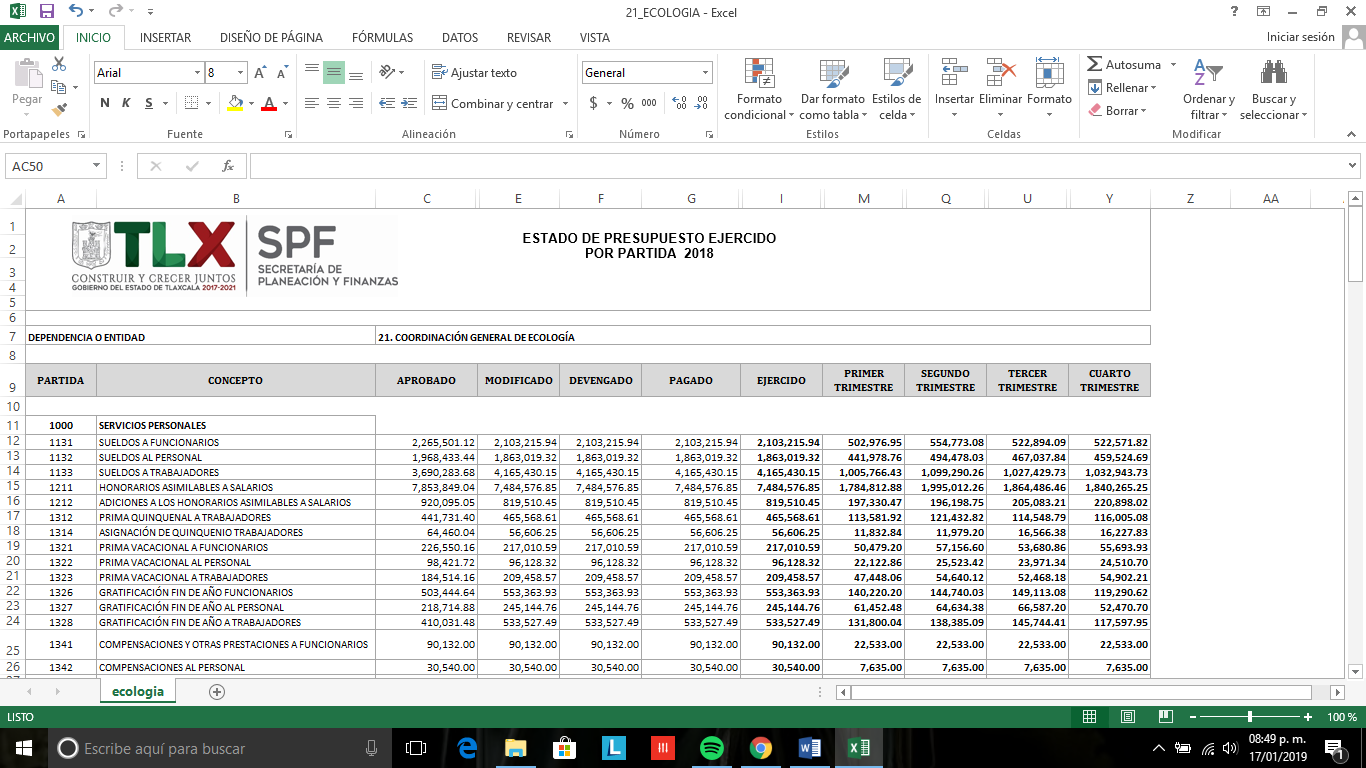 21_ECOLOGIA - Excel
ARCHIVO INICIO INSERTAR DISEÑO DE PÁGINA FÓRMULAS DATOS REVISAR VISTA Iniciar sesión
Pegar Arial 8 Ajustar texto General Formato condicional Dar formato como tabla Estilos de celda Insertar Eliminar Formato Autosuma Rellenar Borrar Ordenar y filtrar Buscar y seleccionar
N K S Combinar y centrar $ % 000
Portapapeles Fuente Alineación Número Estilos Celdas Modificar
AC50 fx
A B C E F G I M Q U Y Z AA
1
2
3
4
5
TLX
CONSTRUIR Y CRECER JUNTOS
GOBIERNO DEL ESTADO DE TLAXCALA 2017-2021
SPF
SECRETARÍA DE
PLANEACIÓN Y FINANZAS
ESTADO DE PRESUPUESTO EJERCIDO
POR PARTIDA 2018
6
7 DEPENDENCIA O ENTIDAD 21. COORDINACIÓN GENERAL DE ECOLOGÍA
8
9 PARTIDA CONCEPTO APROBADO MODIFICADO DEVENGADO PAGADO EJERCIDO PRIMER TRIMESTRE SEGUNDO TRIMESTRE TERCER TRIMESTRE CUARTO TRIMESTRE
10
11 1000 SERVICIOS PERSONALES
12 1131 SUELDOS A FUNCIONARIOS 2,265,501.12 2,103,215.94 2,103,215.94 2,103,215.94 2,103,215.94 502,976.95 554,773.08 522,894.09 522,571.82
13 1132 SUELDOS AL PERSONAL 1,968,433.44 1,863,019.32 1,863,019.32 1,863,019.32 1,863,019.32 441,978.76 494,478.03 467,037.84 459,524.69
14 1133 SUELDOS A TRABAJADORES 3,690,283.68 4,165,430.15 4,165,430.15 4,165,430.15 4,165,430.15 1,005,766.43 1,099,290.26 1,027,429.73 1,032,943.73
15 1211 HONORARIOS ASIMILABLES A SALARIOS 7,853,849.04 7,484,576.85 7,484,576.85 7,484,576.85 7,484,576.85 1,784,812.88 1,995,012.26 1,864,486.46 1,840,265.25
16 1212 ADICIONES A LOS HONORARIOS ASIMILABLES A SALARIOS 920,095.05 819,510.45 819,510.45 819,510.45 819,510.45 197,330.47 196,198.75 205,083.21 220,898.02
17 1312 PRIMA QUINQUENAL A TRABAJADORES 441,731.40 465,568.61 465,568.61 465,568.61 465,568.61 113,581.92 121,432.82 114,548.79 116,005.08
18 1314 ASIGNACIÓN DE QUINQUENIO TRABAJADORES 64,460.04 56,606.25 56,606.25 56,606.25 56,606.25 11,832.84 11,979.20 16,566.38 16,227.83
19 1321 PRIMA VACACIONAL A FUNCIONARIOS 226,550.16 217,010.59 217,010.59 217,010.59 217,010.59 50,479.20 57,156.60 53,680.86 55,693.93
20 1322 PRIMA VACACIONAL AL PERSONAL 98,421.72 96,128.32 96,128.32 96,128.32 96,128.32 22,122.86 25,523.42 23,971.34 24,510.70
21 1323 PRIMA VACACIONAL A TRABAJADORES 184,514.16 209,458.57 209,458.57 209,458.57 209,458.57 47,448.06 54,640.12 52,468.18 54,902.21
22 1326 GRATIFICACIÓN FIN DE AÑO FUNCIONARIOS 503,444.64 553,363.93 553,363.93 553,363.93 553,363.93 140,220.20 144,740.03 149,113.08 119,290.62
23 1327 GRATIFICACIÓN FIN DE AÑO AL PERSONAL 218,714.88 245,144.76 245,144.76 245,144.76 245,144.76 61,452.48 64,634.38 66,587.20 52,470.70
24 1328 GRATIFICACIÓN FIN DE AÑO A TRABAJADORES 410,031.48 533,527.49 533,527.49 533,527.49 533,527.49 131,800.04 138,385.09 145,744.41 117,597.95
25 1341 COMPENSACIONES Y OTRAS PRESTACIONES A FUNCIONARIOS 90,132.00 90,132.00 90,132.00 90,132.00 90,132.00 22,533.00 22,533.00 22,533.00 22,533.00
26 1342 COMPENSACIONES AL PERSONAL 30,540.00 30,540.00 30,540.00 30,540.00 30,540.00 7,635.00 7,635.00 7,635.00 7,635.00
ecologia
LISTO 100 %
Escribe aquí para buscar 08:49 p. m.
17/01/2019
1